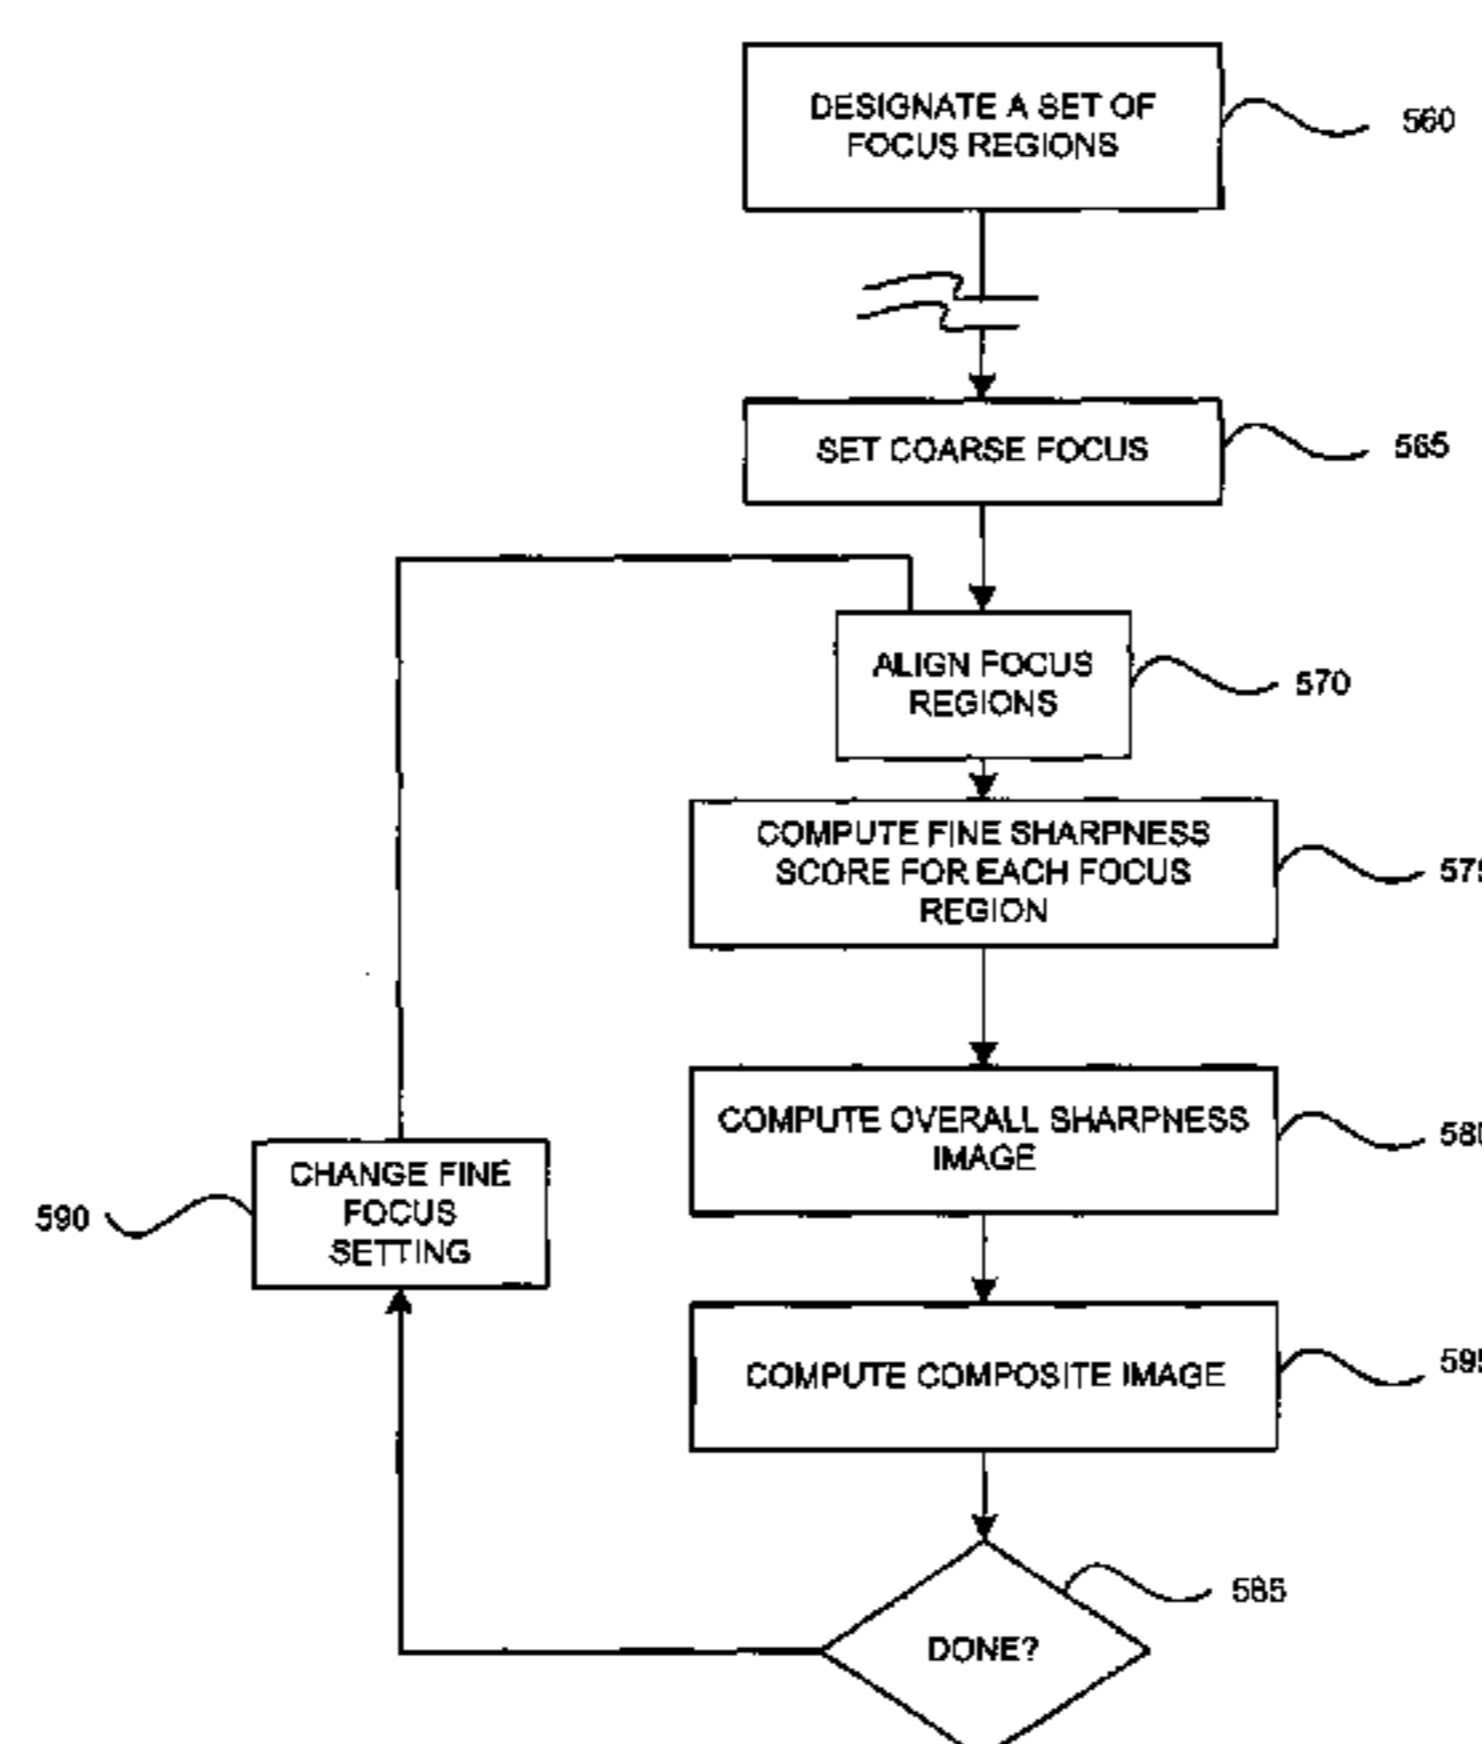 DESIGNATE A SET OF
FOCUS REGIONS
560
SET COARSE FOCUS
565
ALIGN FOCUS
REGIONS
570
COMPUTE FINE SHARPNESS
SCORE FOR EACH FOCUS
REGION
COMPUTE OVERALL SHARPNESS
IMAGE
CHANGE FINE
FOCUS
SETTING
590
COMPUTE COMPOSITE IMAGE
585
DONE?